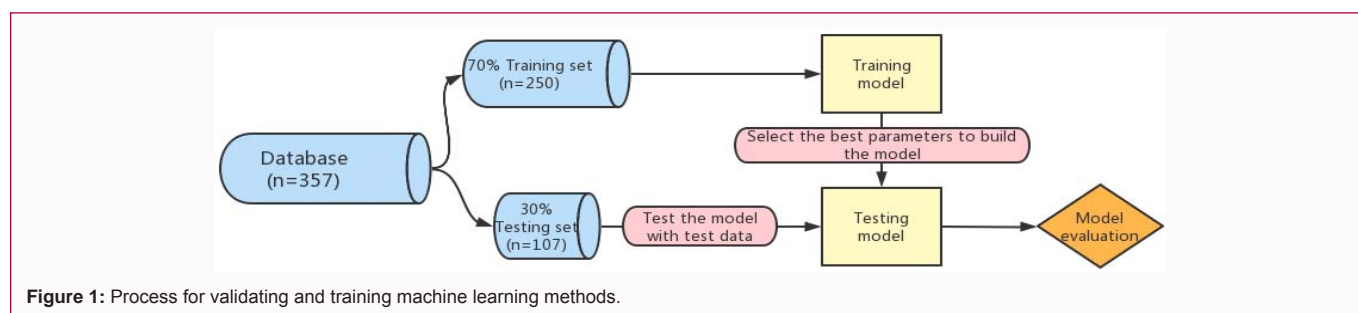 70% Training set
(n=250)
Training
model
Select the best parameters to build
the model
Database
(n=357)
30%
Testing set
(n=107)
Test the model
with test data
Testing
model
Model
evaluation
Figure 1: Process for validating and training machine learning methods.